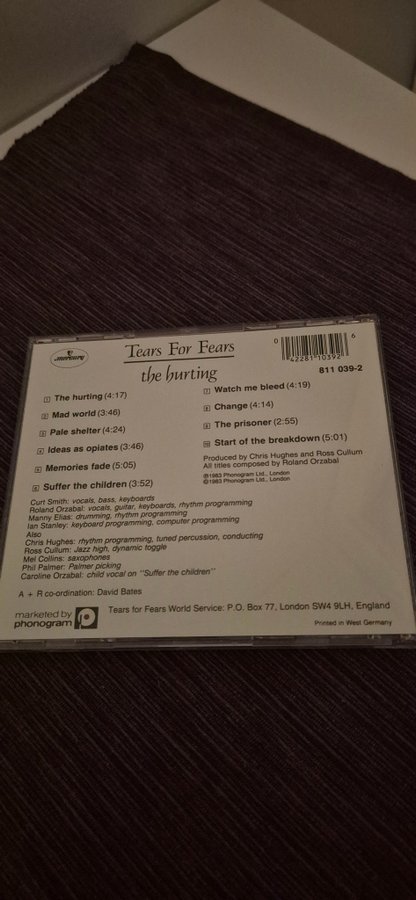 mercury
Tears For Fears
the hurting
0 42281 10392 6
811 039-2
1 The hurting (4:17)
2 Mad world (3:46)
3 Pale shelter (4:24)
4 Ideas as opiates (3:46)
5 Memories fade (5:05)
6 Suffer the children (3:52)
7 Watch me bleed (4:19)
8 Change (4:14)
9 The prisoner (2:55)
10 Start of the breakdown (5:01)
Produced by Chris Hughes and Ross Cullum
All titles composed by Roland Orzabal
℗1983 Phonogram Ltd., London
©1983 Phonogram Ltd., London
Curt Smith: vocals, bass, keyboards
Roland Orzabal: vocals, guitar, keyboards, rhythm programming
Manny Elias: drumming, rhythm programming
Ian Stanley: keyboard programming, computer programming
Also
Chris Hughes: rhythm programming, tuned percussion, conducting
Ross Cullum: Jazz high, dynamic toggle
Mel Collins: saxophones
Phil Palmer: Palmer picking
Caroline Orzabal: child vocal on "Suffer the children"
A + R co-ordination: David Bates
marketed by
phonogram
Tears for Fears World Service: P.O. Box 77, London SW4 9LH, England
Printed in West Germany